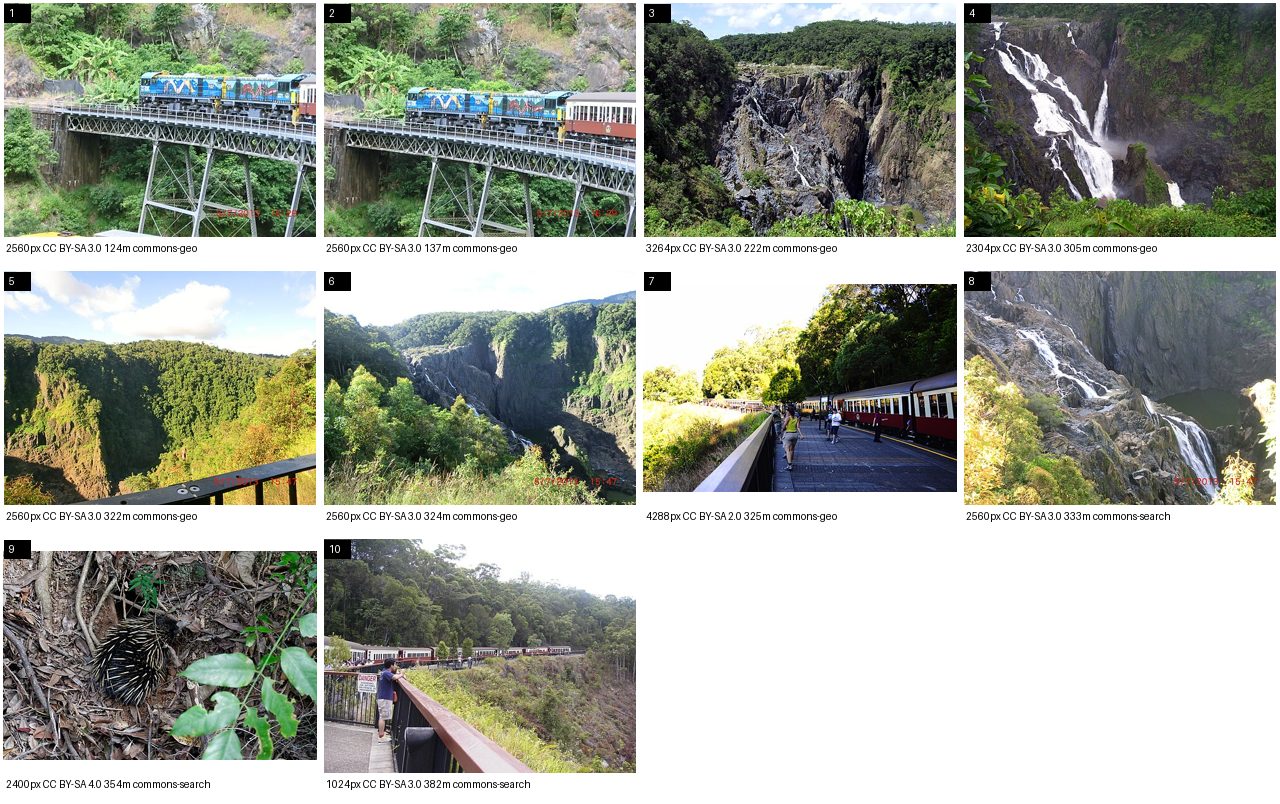 1
2
3
4
2560px CC BY-SA 3.0 124m commons-geo
2560px CC BY-SA 3.0 137m commons-geo
3264px CC BY-SA 3.0 222m commons-geo
2304px CC BY-SA 3.0 305m commons-geo
5
6
7
8
2560px CC BY-SA 3.0 322m commons-geo
2560px CC BY-SA 3.0 324m commons-geo
4288px CC BY-SA 2.0 325m commons-geo
2560px CC BY-SA 3.0 333m commons-search
9
10
DANGER
2400px CC BY-SA 4.0 354m commons-search
1024px CC BY-SA 3.0 382m commons-search